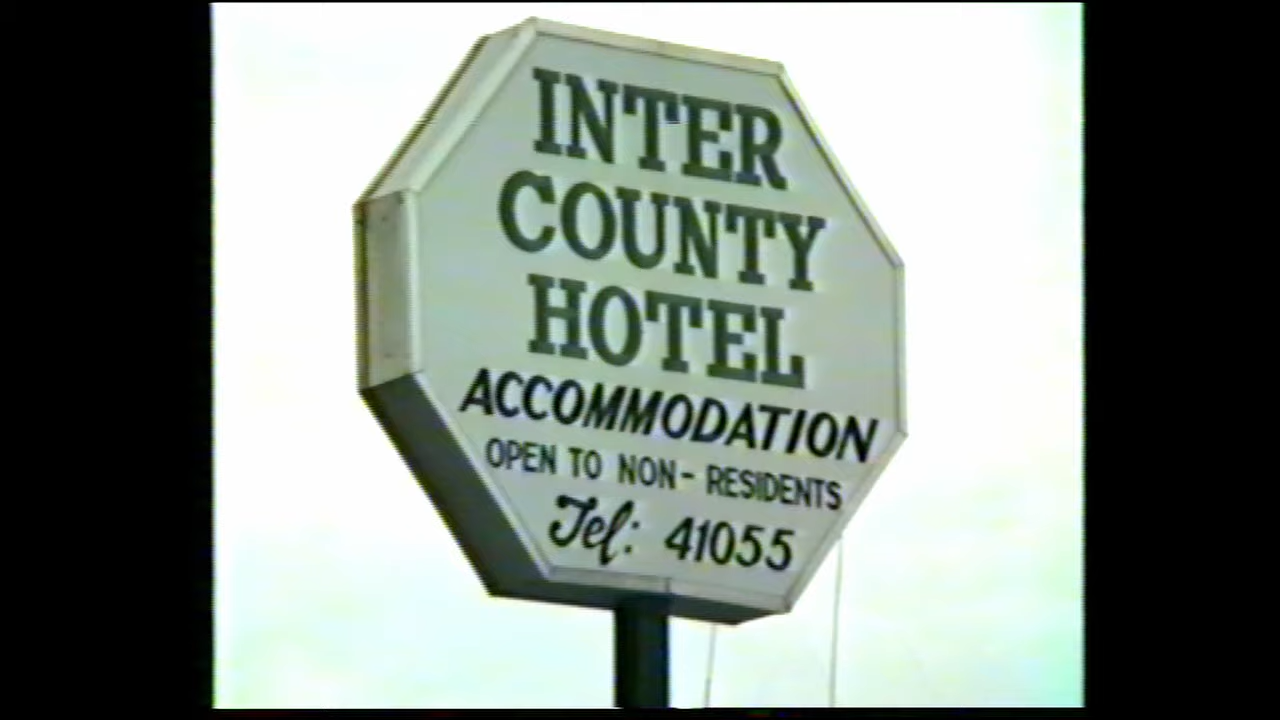 INTER
COUNTY
HOTEL
ACCOMMODATION
OPEN TO NON-RESIDENTS
Tel: 41055